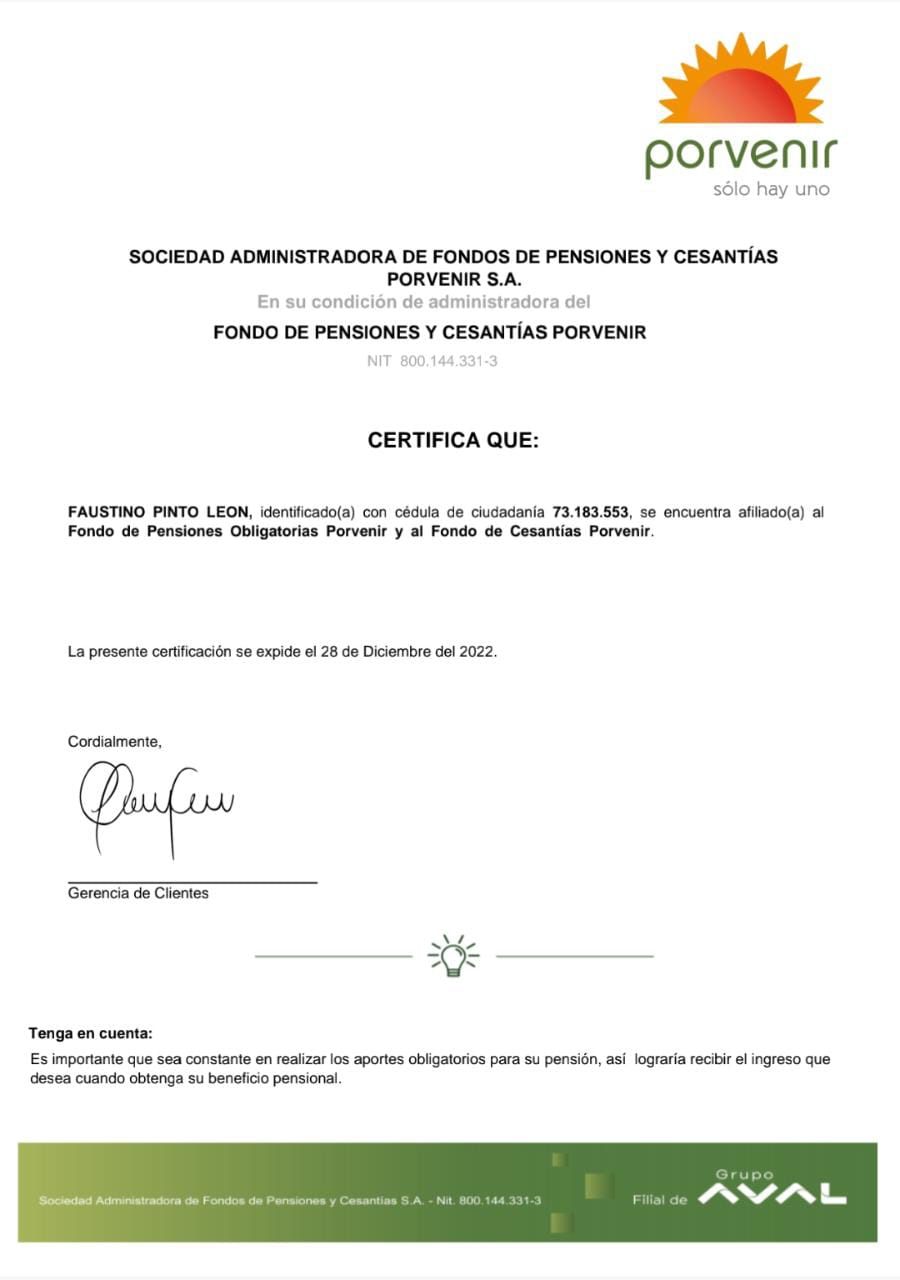 porvenir
sólo hay uno
SOCIEDAD ADMINISTRADORA DE FONDOS DE PENSIONES Y CESANTÍAS
PORVENIR S.A.
En su condición de administradora del
FONDO DE PENSIONES Y CESANTÍAS PORVENIR
NIT 800.144.331-3
CERTIFICA QUE:
FAUSTINO PINTO LEON, identificado(a) con cédula de ciudadanía 73.183.553, se encuentra afiliado(a) al
Fondo de Pensiones Obligatorias Porvenir y al Fondo de Cesantías Porvenir.
La presente certificación se expide el 28 de Diciembre del 2022.
Cordialmente,
Gerencia de Clientes
Tenga en cuenta:
Es importante que sea constante en realizar los aportes obligatorios para su pensión, así lograría recibir el ingreso que
desea cuando obtenga su beneficio pensional.
Sociedad Administradora de Fondos de Pensiones y Cesantías S.A. - Nit. 800.144.331-3
Filial de Grupo AVAL